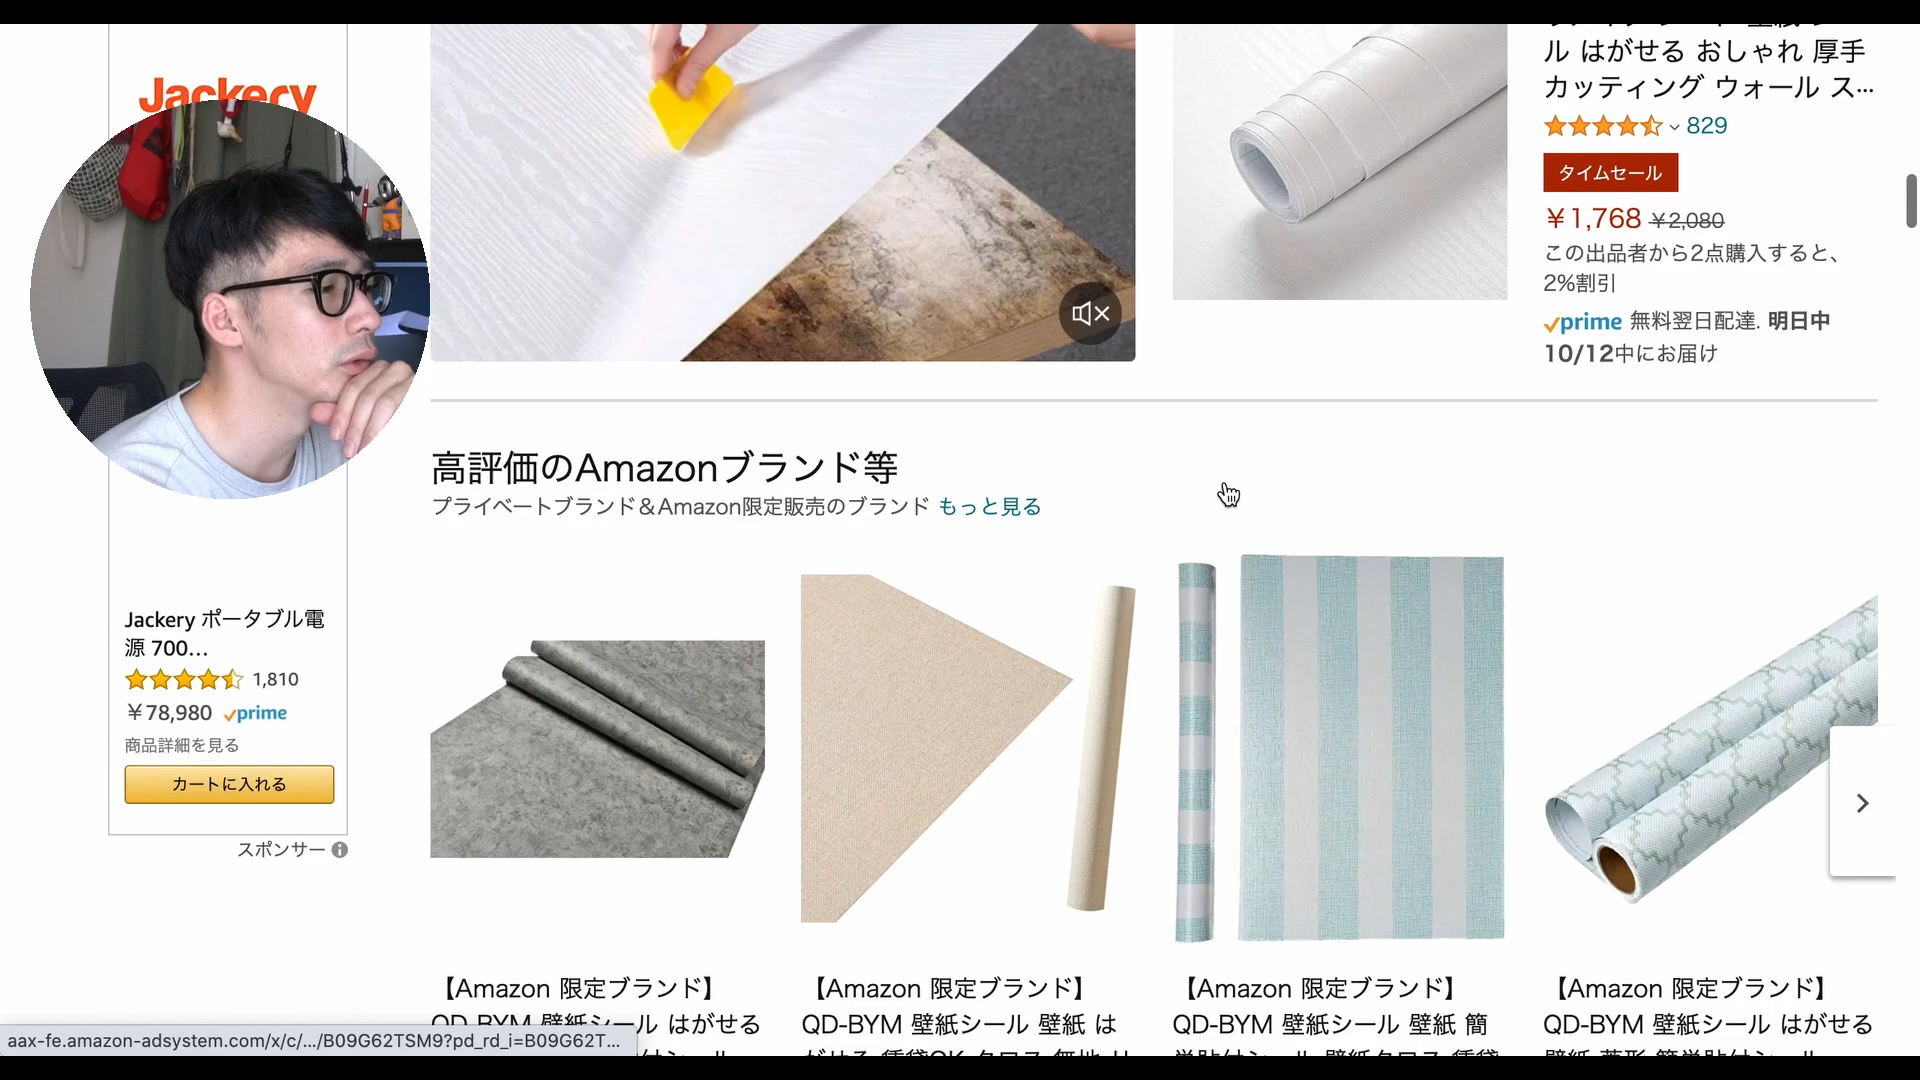 Jackery
ル はがせる おしゃれ 厚手
カッティング ウォール ス…
829
タイムセール
￥1,768 ￥2,080
この出品者から2点購入すると、
2%割引
prime 無料翌日配達. 明日中
10/12中にお届け
高評価のAmazonブランド等
プライベートブランド＆Amazon限定販売のブランド もっと見る
Jackery ポータブル電
源 700…
1,810
￥78,980 prime
商品詳細を見る
カートに入れる
スポンサー
【Amazon 限定ブランド】
QD-BYM 壁紙シール はがせる
【Amazon 限定ブランド】
QD-BYM 壁紙シール 壁紙 は
【Amazon 限定ブランド】
QD-BYM 壁紙シール 壁紙 簡
【Amazon 限定ブランド】
QD-BYM 壁紙シール はがせる
aax-fe.amazon-adsystem.com/x/c/.../B09G62TSM9?pd_rd_i=B09G62T...